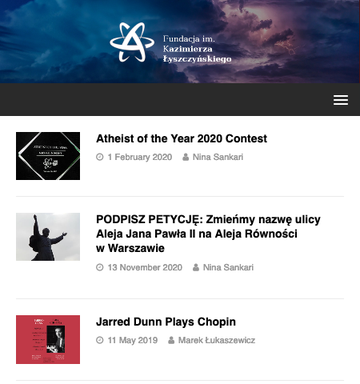 Fundacja im.
Kazimierza
Łyszczyńskiego
Atheist of the Year 2020 Contest
1 February 2020 Nina Sankari
PODPISZ PETYCJĘ: Zmieńmy nazwę ulicy
Aleja Jana Pawła II na Aleja Równości
w Warszawie
13 November 2020 Nina Sankari
Jarred Dunn Plays Chopin
11 May 2019 Marek Łukaszewicz